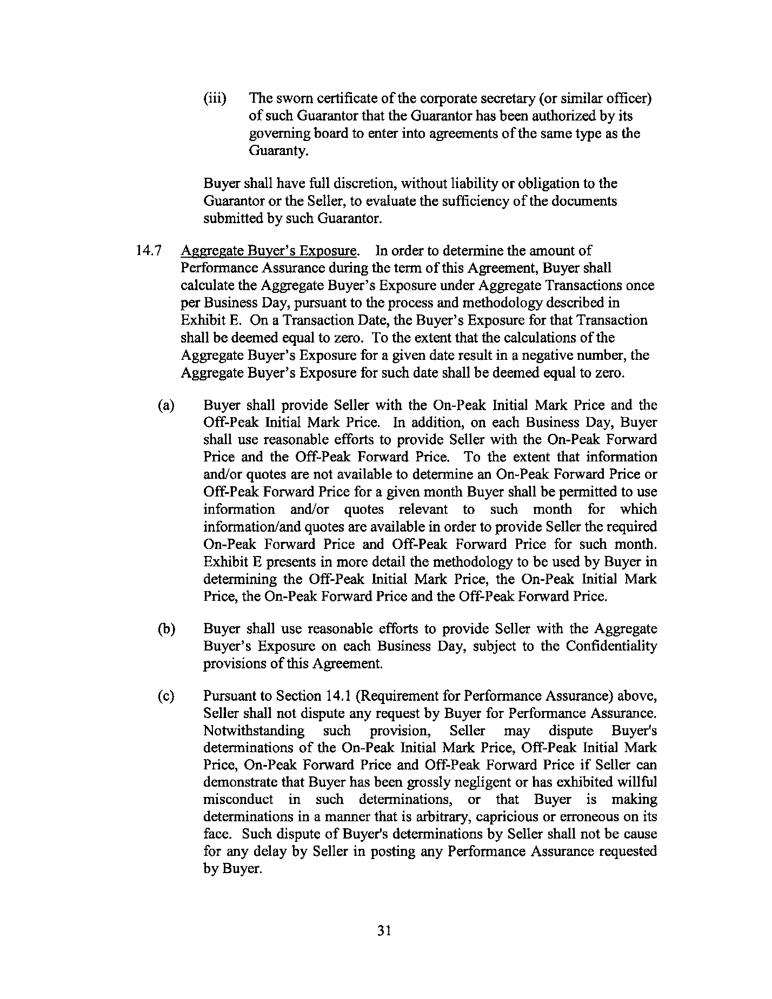 (iii) The sworn certificate of the corporate secretary (or similar officer)
of such Guarantor that the Guarantor has been authorized by its
governing board to enter into agreements of the same type as the
Guaranty.
Buyer shall have full discretion, without liability or obligation to the
Guarantor or the Seller, to evaluate the sufficiency of the documents
submitted by such Guarantor.
14.7 Aggregate Buyer’s Exposure. In order to determine the amount of
Performance Assurance during the term of this Agreement, Buyer shall
calculate the Aggregate Buyer’s Exposure under Aggregate Transactions once
per Business Day, pursuant to the process and methodology described in
Exhibit E. On a Transaction Date, the Buyer’s Exposure for that Transaction
shall be deemed equal to zero. To the extent that the calculations of the
Aggregate Buyer’s Exposure for a given date result in a negative number, the
Aggregate Buyer’s Exposure for such date shall be deemed equal to zero.
(a) Buyer shall provide Seller with the On-Peak Initial Mark Price and the
Off-Peak Initial Mark Price. In addition, on each Business Day, Buyer
shall use reasonable efforts to provide Seller with the On-Peak Forward
Price and the Off-Peak Forward Price. To the extent that information
and/or quotes are not available to determine an On-Peak Forward Price or
Off-Peak Forward Price for a given month Buyer shall be permitted to use
information and/or quotes relevant to such month for which
information/and quotes are available in order to provide Seller the required
On-Peak Forward Price and Off-Peak Forward Price for such month.
Exhibit E presents in more detail the methodology to be used by Buyer in
determining the Off-Peak Initial Mark Price, the On-Peak Initial Mark
Price, the On-Peak Forward Price and the Off-Peak Forward Price.
(b) Buyer shall use reasonable efforts to provide Seller with the Aggregate
Buyer’s Exposure on each Business Day, subject to the Confidentiality
provisions of this Agreement.
(c) Pursuant to Section 14.1 (Requirement for Performance Assurance) above,
Seller shall not dispute any request by Buyer for Performance Assurance.
Notwithstanding such provision, Seller may dispute Buyer's
determinations of the On-Peak Initial Mark Price, Off-Peak Initial Mark
Price, On-Peak Forward Price and Off-Peak Forward Price if Seller can
demonstrate that Buyer has been grossly negligent or has exhibited willful
misconduct in such determinations, or that Buyer is making
determinations in a manner that is arbitrary, capricious or erroneous on its
face. Such dispute of Buyer's determinations by Seller shall not be cause
for any delay by Seller in posting any Performance Assurance requested
by Buyer.
31